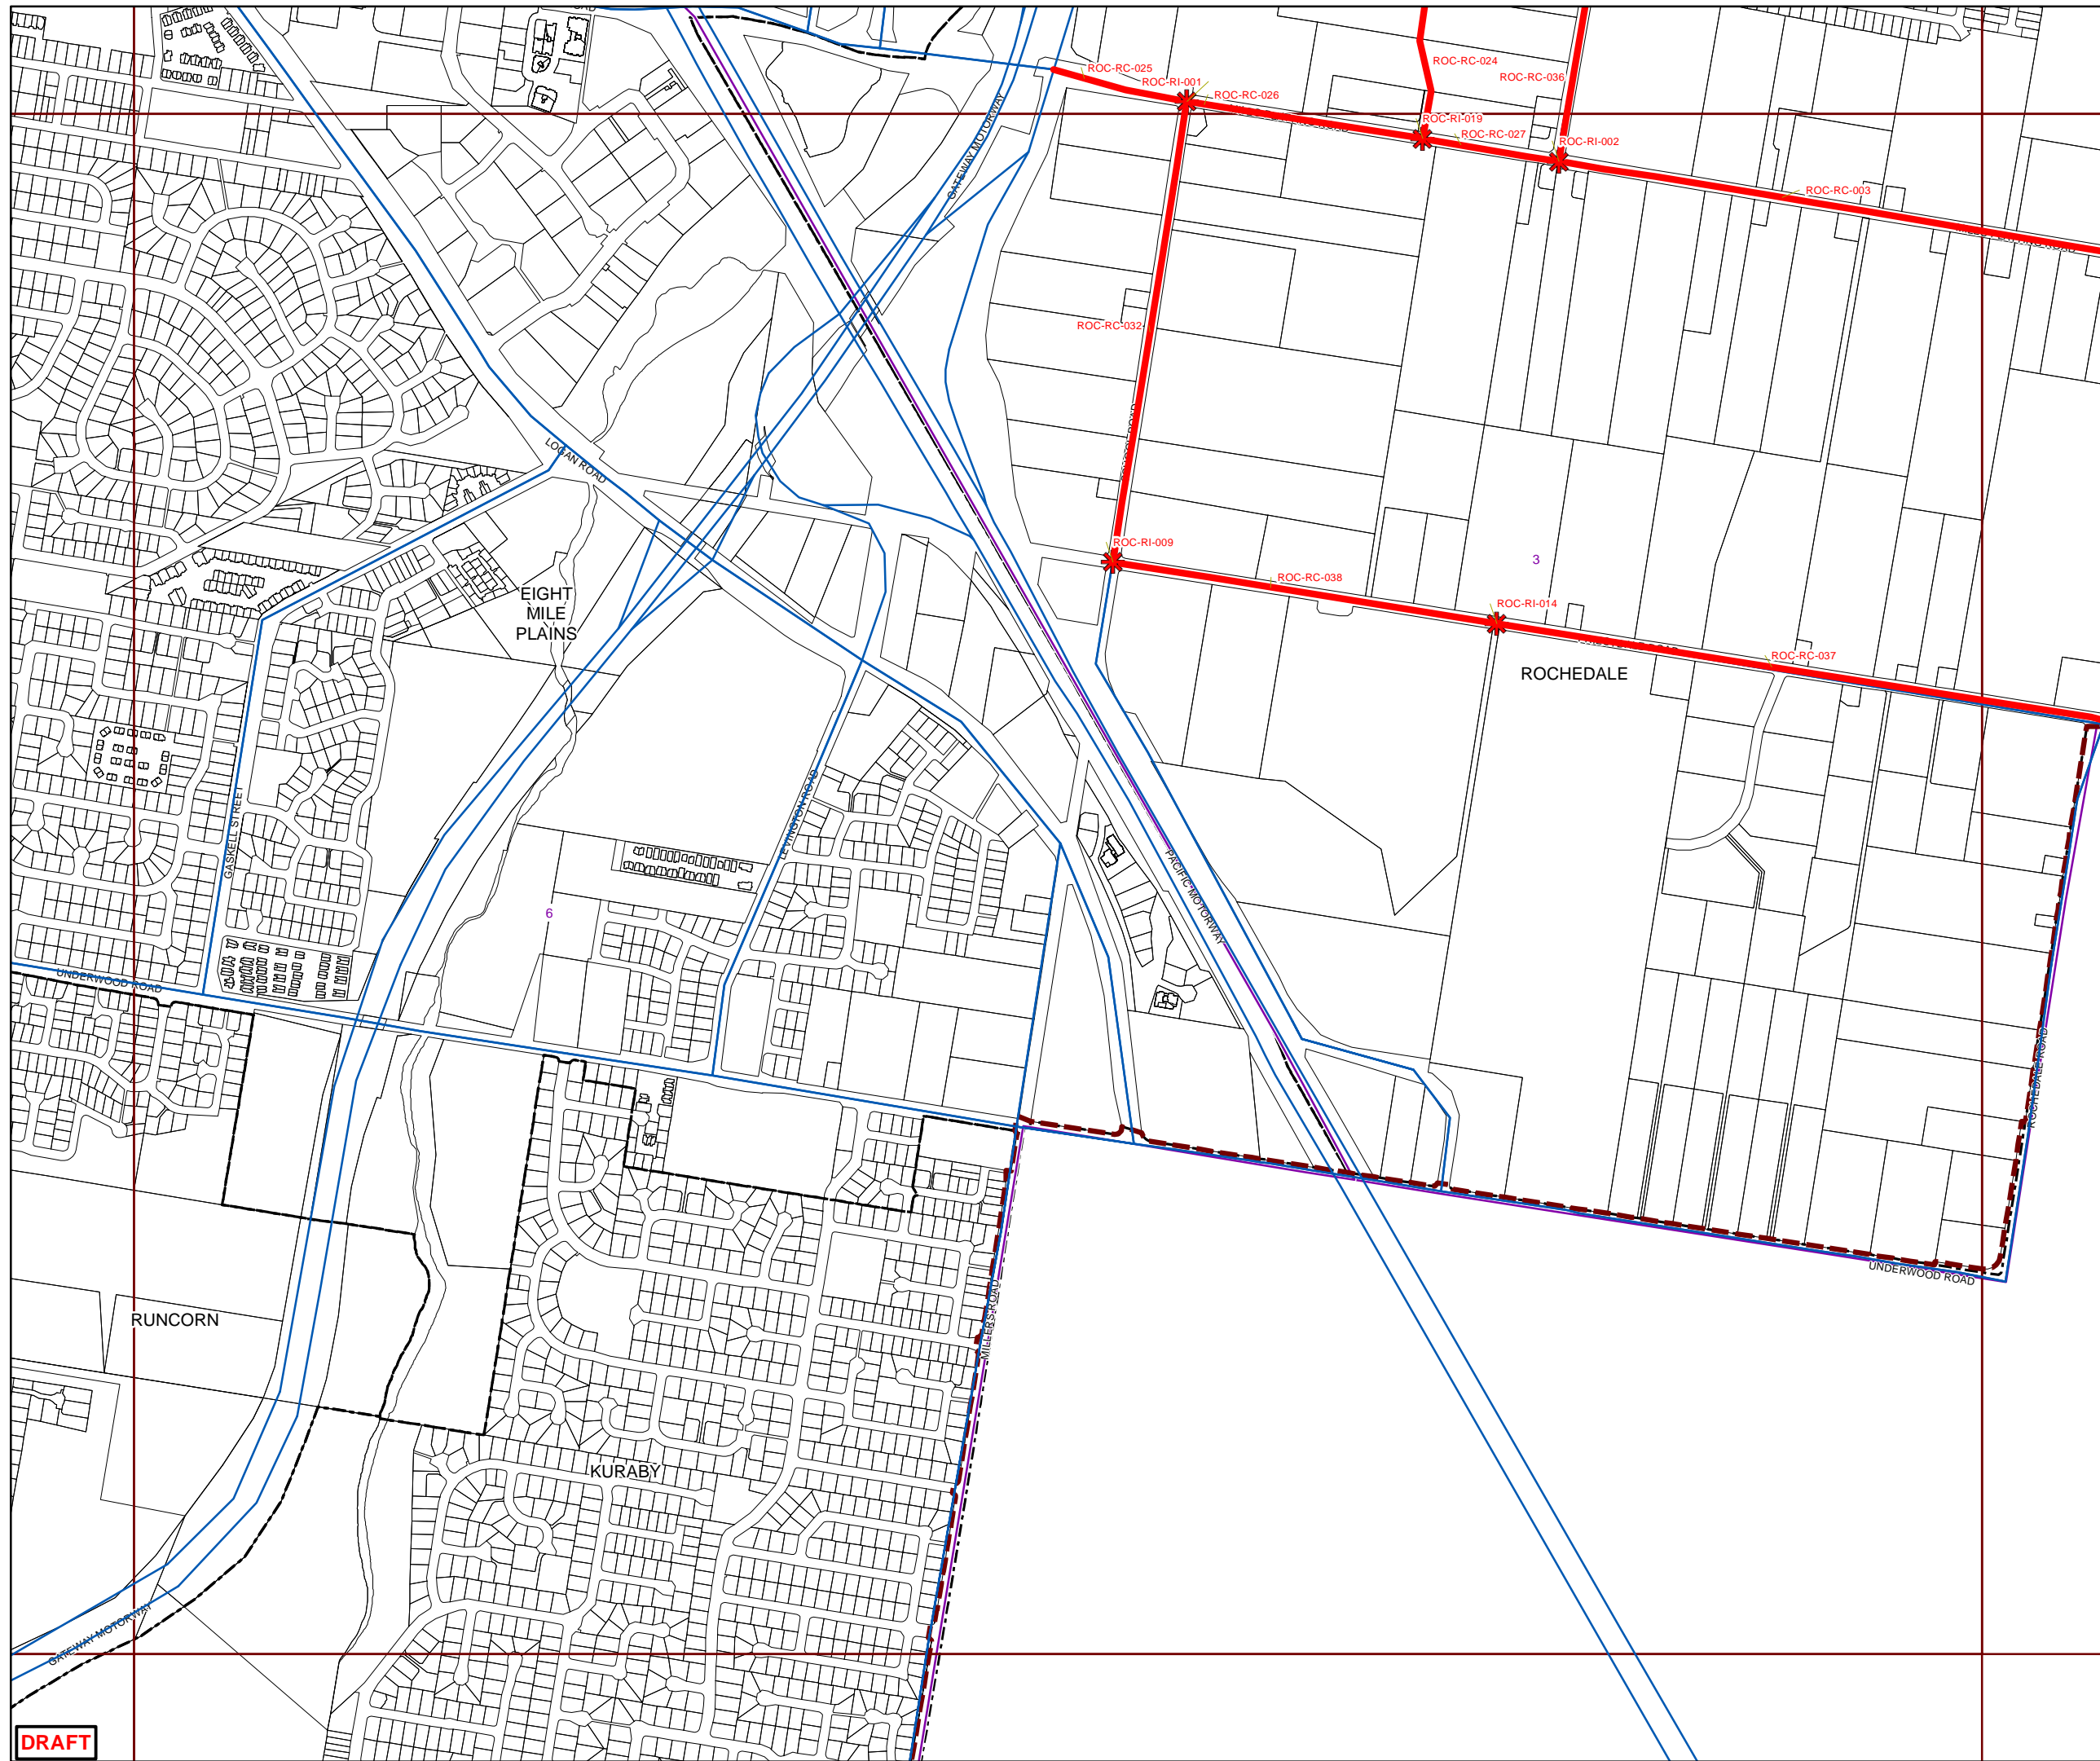 ROC-RC-025
ROC-RI-001
ROC-RC-026
ROC-RC-024
ROC-RC-036
ROC-RI-019
ROC-RC-027
ROC-RI-002
ROC-RC-003
GATEWAY MOTORWAY
ROC-RC-032
LOGAN ROAD
ROC-RI-009
3
ROC-RC-038
EIGHT
MILE
PLAINS
ROC-RI-014
ROC-RC-037
ROCHEDALE
GASKELL STREET
LEVINGTON ROAD
PACIFIC MOTORWAY
6
UNDERWOOD ROAD
ROCHEDALE ROAD
UNDERWOOD ROAD
MILLERS ROAD
RUNCORN
KURABY
GATEWAY MOTORWAY
DRAFT